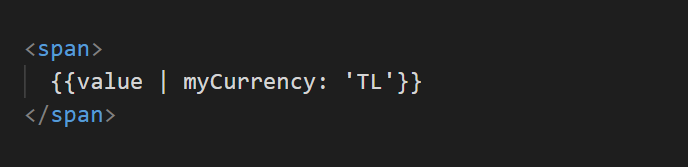 <span>
{{value | myCurrency: 'TL'}}
</span>